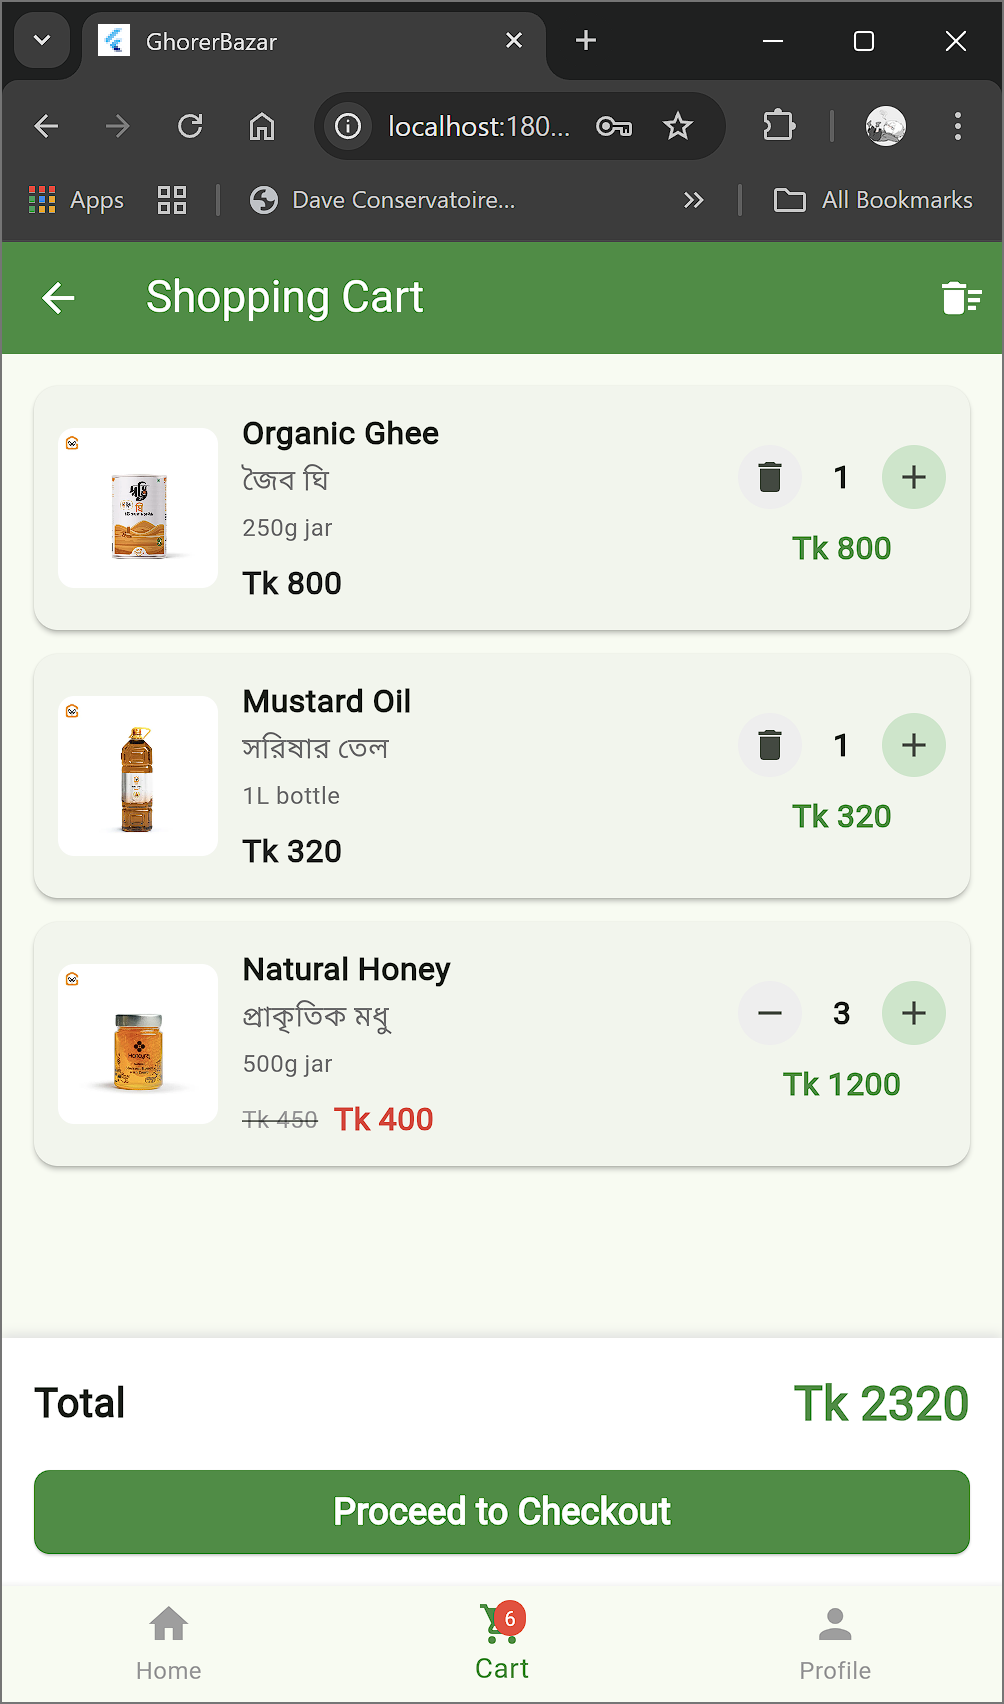 GhorerBazar
localhost:180...
Apps
Dave Conservatoire...
All Bookmarks
Shopping Cart
Organic Ghee
জৈব ঘি
250g jar
Tk 800
1
Tk 800
Mustard Oil
সরিষার তেল
1L bottle
Tk 320
1
Tk 320
Natural Honey
প্রাকৃতিক মধু
500g jar
Tk 450 Tk 400
3
Tk 1200
Total
Tk 2320
Proceed to Checkout
6
Home
Cart
Profile